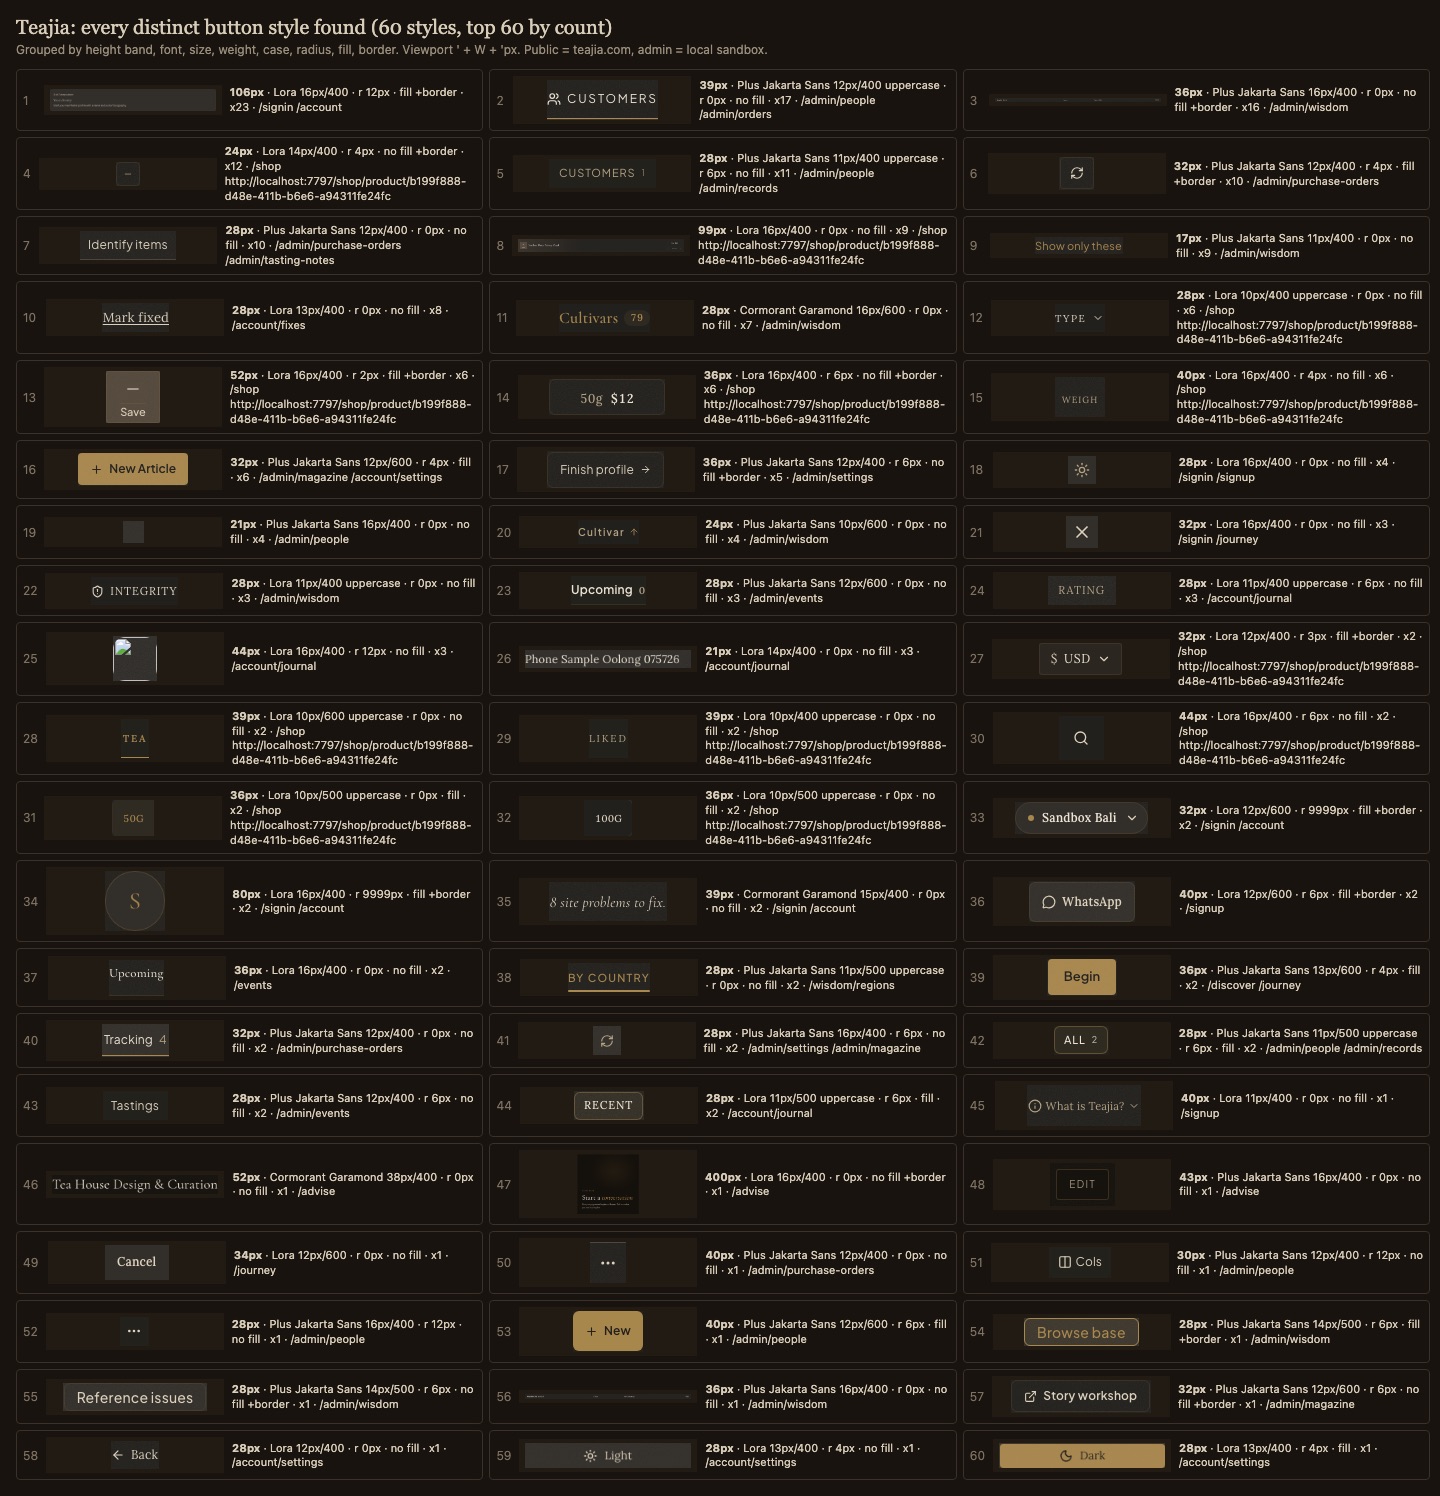 Teajia: every distinct button style found (60 styles, top 60 by count)
Grouped by height band, font, size, weight, case, radius, fill, border. Viewport ' + W + 'px. Public = teajia.com, admin = local sandbox.
1
106px · Lora 16px/400 · r 12px · fill +border ·
x23 · /signin /account
2
CUSTOMERS
39px · Plus Jakarta Sans 12px/400 uppercase ·
r 0px · no fill · x17 · /admin/people
/admin/orders
3
36px · Plus Jakarta Sans 16px/400 · r 0px · no
fill +border · x16 · /admin/wisdom
4
24px · Lora 14px/400 · r 4px · no fill +border ·
x12 · /shop
http://localhost:7797/shop/product/b199f888-
d48e-411b-b6e6-a94311fe24fc
5
CUSTOMERS 1
28px · Plus Jakarta Sans 11px/400 uppercase ·
r 6px · no fill · x11 · /admin/people
/admin/records
6
32px · Plus Jakarta Sans 12px/400 · r 4px · fill
+border · x10 · /admin/purchase-orders
7
Identify items
28px · Plus Jakarta Sans 12px/400 · r 0px · no
fill · x10 · /admin/purchase-orders
/admin/tasting-notes
8
99px · Lora 16px/400 · r 0px · no fill · x9 · /shop
http://localhost:7797/shop/product/b199f888-
d48e-411b-b6e6-a94311fe24fc
9
Show only these
17px · Plus Jakarta Sans 11px/400 · r 0px · no
fill · x9 · /admin/wisdom
10
Mark fixed
28px · Lora 13px/400 · r 0px · no fill · x8 ·
/account/fixes
11
Cultivars 79
28px · Cormorant Garamond 16px/600 · r 0px ·
no fill · x7 · /admin/wisdom
12
TYPE
28px · Lora 10px/400 uppercase · r 0px · no fill
· x6 · /shop
http://localhost:7797/shop/product/b199f888-
d48e-411b-b6e6-a94311fe24fc
13
Save
52px · Lora 16px/400 · r 2px · fill +border · x6 ·
/shop
http://localhost:7797/shop/product/b199f888-
d48e-411b-b6e6-a94311fe24fc
14
50g $12
36px · Lora 16px/400 · r 6px · no fill +border ·
x6 · /shop
http://localhost:7797/shop/product/b199f888-
d48e-411b-b6e6-a94311fe24fc
15
WEIGH
40px · Lora 16px/400 · r 4px · no fill · x6 ·
/shop
http://localhost:7797/shop/product/b199f888-
d48e-411b-b6e6-a94311fe24fc
16
+ New Article
32px · Plus Jakarta Sans 12px/600 · r 4px · fill
· x6 · /admin/magazine /account/settings
17
Finish profile →
36px · Plus Jakarta Sans 12px/400 · r 6px · no
fill +border · x5 · /admin/settings
18
28px · Lora 16px/400 · r 0px · no fill · x4 ·
/signin /signup
19
21px · Plus Jakarta Sans 16px/400 · r 0px · no
fill · x4 · /admin/people
20
Cultivar ↑
24px · Plus Jakarta Sans 10px/600 · r 0px · no
fill · x4 · /admin/wisdom
21
32px · Lora 16px/400 · r 0px · no fill · x3 ·
/signin /journey
22
INTEGRITY
28px · Lora 11px/400 uppercase · r 0px · no fill
· x3 · /admin/wisdom
23
Upcoming 0
28px · Plus Jakarta Sans 12px/600 · r 0px · no
fill · x3 · /admin/events
24
RATING
28px · Lora 11px/400 uppercase · r 6px · no fill
· x3 · /account/journal
25
44px · Lora 16px/400 · r 12px · no fill · x3 ·
/account/journal
26
Phone Sample Oolong 075726
21px · Lora 14px/400 · r 0px · no fill · x3 ·
/account/journal
27
$ USD
32px · Lora 12px/400 · r 3px · fill +border · x2 ·
/shop
http://localhost:7797/shop/product/b199f888-
d48e-411b-b6e6-a94311fe24fc
28
TEA
39px · Lora 10px/600 uppercase · r 0px · no
fill · x2 · /shop
http://localhost:7797/shop/product/b199f888-
d48e-411b-b6e6-a94311fe24fc
29
LIKED
39px · Lora 10px/400 uppercase · r 0px · no
fill · x2 · /shop
http://localhost:7797/shop/product/b199f888-
d48e-411b-b6e6-a94311fe24fc
30
44px · Lora 16px/400 · r 6px · no fill · x2 ·
/shop
http://localhost:7797/shop/product/b199f888-
d48e-411b-b6e6-a94311fe24fc
31
50G
36px · Lora 10px/500 uppercase · r 0px · fill ·
x2 · /shop
http://localhost:7797/shop/product/b199f888-
d48e-411b-b6e6-a94311fe24fc
32
100G
36px · Lora 10px/500 uppercase · r 0px · no
fill · x2 · /shop
http://localhost:7797/shop/product/b199f888-
d48e-411b-b6e6-a94311fe24fc
33
Sandbox Bali
32px · Lora 12px/600 · r 9999px · fill +border ·
x2 · /signin /account
34
S
80px · Lora 16px/400 · r 9999px · fill +border
· x2 · /signin /account
35
8 site problems to fix.
39px · Cormorant Garamond 15px/400 · r 0px
· no fill · x2 · /signin /account
36
WhatsApp
40px · Lora 12px/600 · r 6px · fill +border · x2
· /signup
37
Upcoming
36px · Lora 16px/400 · r 0px · no fill · x2 ·
/events
38
BY COUNTRY
28px · Plus Jakarta Sans 11px/500 uppercase
· r 0px · no fill · x2 · /wisdom/regions
39
Begin
36px · Plus Jakarta Sans 13px/600 · r 4px · fill
· x2 · /discover /journey
40
Tracking 4
32px · Plus Jakarta Sans 12px/400 · r 0px · no
fill · x2 · /admin/purchase-orders
41
28px · Plus Jakarta Sans 16px/400 · r 6px · no
fill · x2 · /admin/settings /admin/magazine
42
ALL 2
28px · Plus Jakarta Sans 11px/500 uppercase
· r 6px · fill · x2 · /admin/people /admin/records
43
Tastings
28px · Plus Jakarta Sans 12px/400 · r 6px · no
fill · x2 · /admin/events
44
RECENT
28px · Lora 11px/500 uppercase · r 6px · fill ·
x2 · /account/journal
45
What is Teajia?
40px · Lora 11px/400 · r 0px · no fill · x1 ·
/signup
46
Tea House Design & Curation
52px · Cormorant Garamond 38px/400 · r 0px
· no fill · x1 · /advise
47
Start a conversation
400px · Lora 16px/400 · r 0px · no fill +border
· x1 · /advise
48
EDIT
43px · Plus Jakarta Sans 16px/400 · r 0px · no
fill · x1 · /advise
49
Cancel
34px · Lora 12px/600 · r 0px · no fill · x1 ·
/journey
50
40px · Plus Jakarta Sans 12px/400 · r 0px · no
fill · x1 · /admin/purchase-orders
51
Cols
30px · Plus Jakarta Sans 12px/400 · r 12px · no
fill · x1 · /admin/people
52
28px · Plus Jakarta Sans 16px/400 · r 12px ·
no fill · x1 · /admin/people
53
+ New
40px · Plus Jakarta Sans 12px/600 · r 6px · fill
· x1 · /admin/people
54
Browse base
28px · Plus Jakarta Sans 14px/500 · r 6px · fill
+border · x1 · /admin/wisdom
55
Reference issues
28px · Plus Jakarta Sans 14px/500 · r 6px · no
fill +border · x1 · /admin/wisdom
56
36px · Plus Jakarta Sans 16px/400 · r 0px · no
fill · x1 · /admin/wisdom
57
Story workshop
32px · Plus Jakarta Sans 12px/600 · r 6px · no
fill +border · x1 · /admin/magazine
58
← Back
28px · Lora 12px/400 · r 0px · no fill · x1 ·
/account/settings
59
Light
28px · Lora 13px/400 · r 4px · no fill · x1 ·
/account/settings
60
Dark
28px · Lora 13px/400 · r 4px · fill · x1 ·
/account/settings